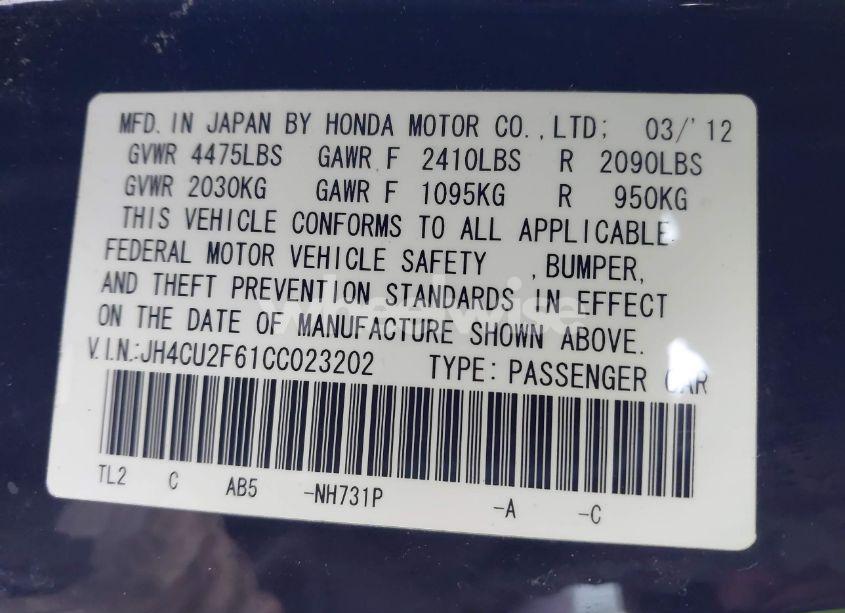 MFD. IN JAPAN BY HONDA MOTOR CO., LTD; 03/'12
GVWR 4475LBS GAWR F 2410LBS R 2090LBS
GVWR 2030KG GAWR F 1095KG R 950KG
THIS VEHICLE CONFORMS TO ALL APPLICABLE
FEDERAL MOTOR VEHICLE SAFETY , BUMPER,
AND THEFT PREVENTION STANDARDS IN EFFECT
ON THE DATE OF MANUFACTURE SHOWN ABOVE.
wheelwise
V.I.N.:JH4CU2F61CC023202 TYPE: PASSENGER CAR
TL2 C AB5 -NH731P -A -C